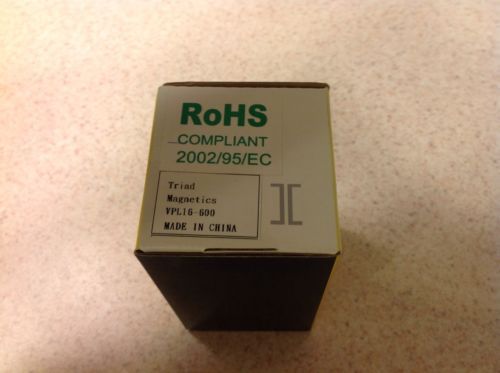 RoHS
COMPLIANT
2002/95/EC
Triad
Magnetics
VPL16-600
MADE IN CHINA